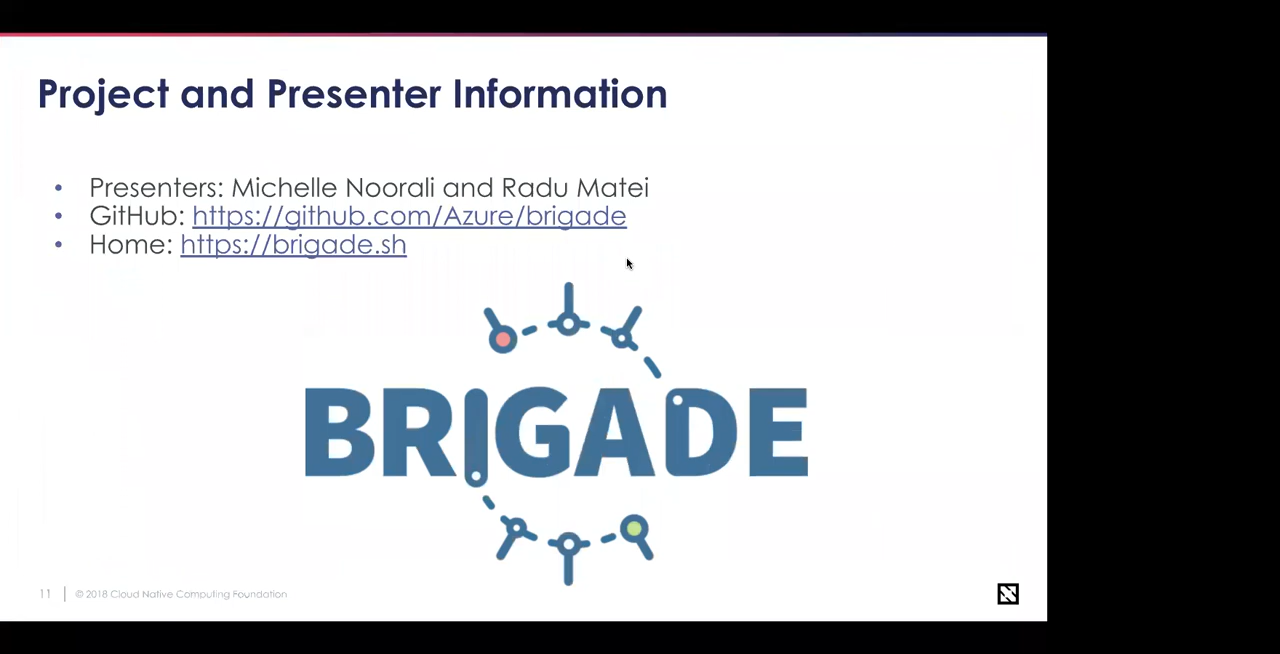 Project and Presenter Information
• Presenters: Michelle Noorali and Radu Matei
• GitHub: https://github.com/Azure/brigade
• Home: https://brigade.sh
BRIGADE
11 | © 2018 Cloud Native Computing Foundation